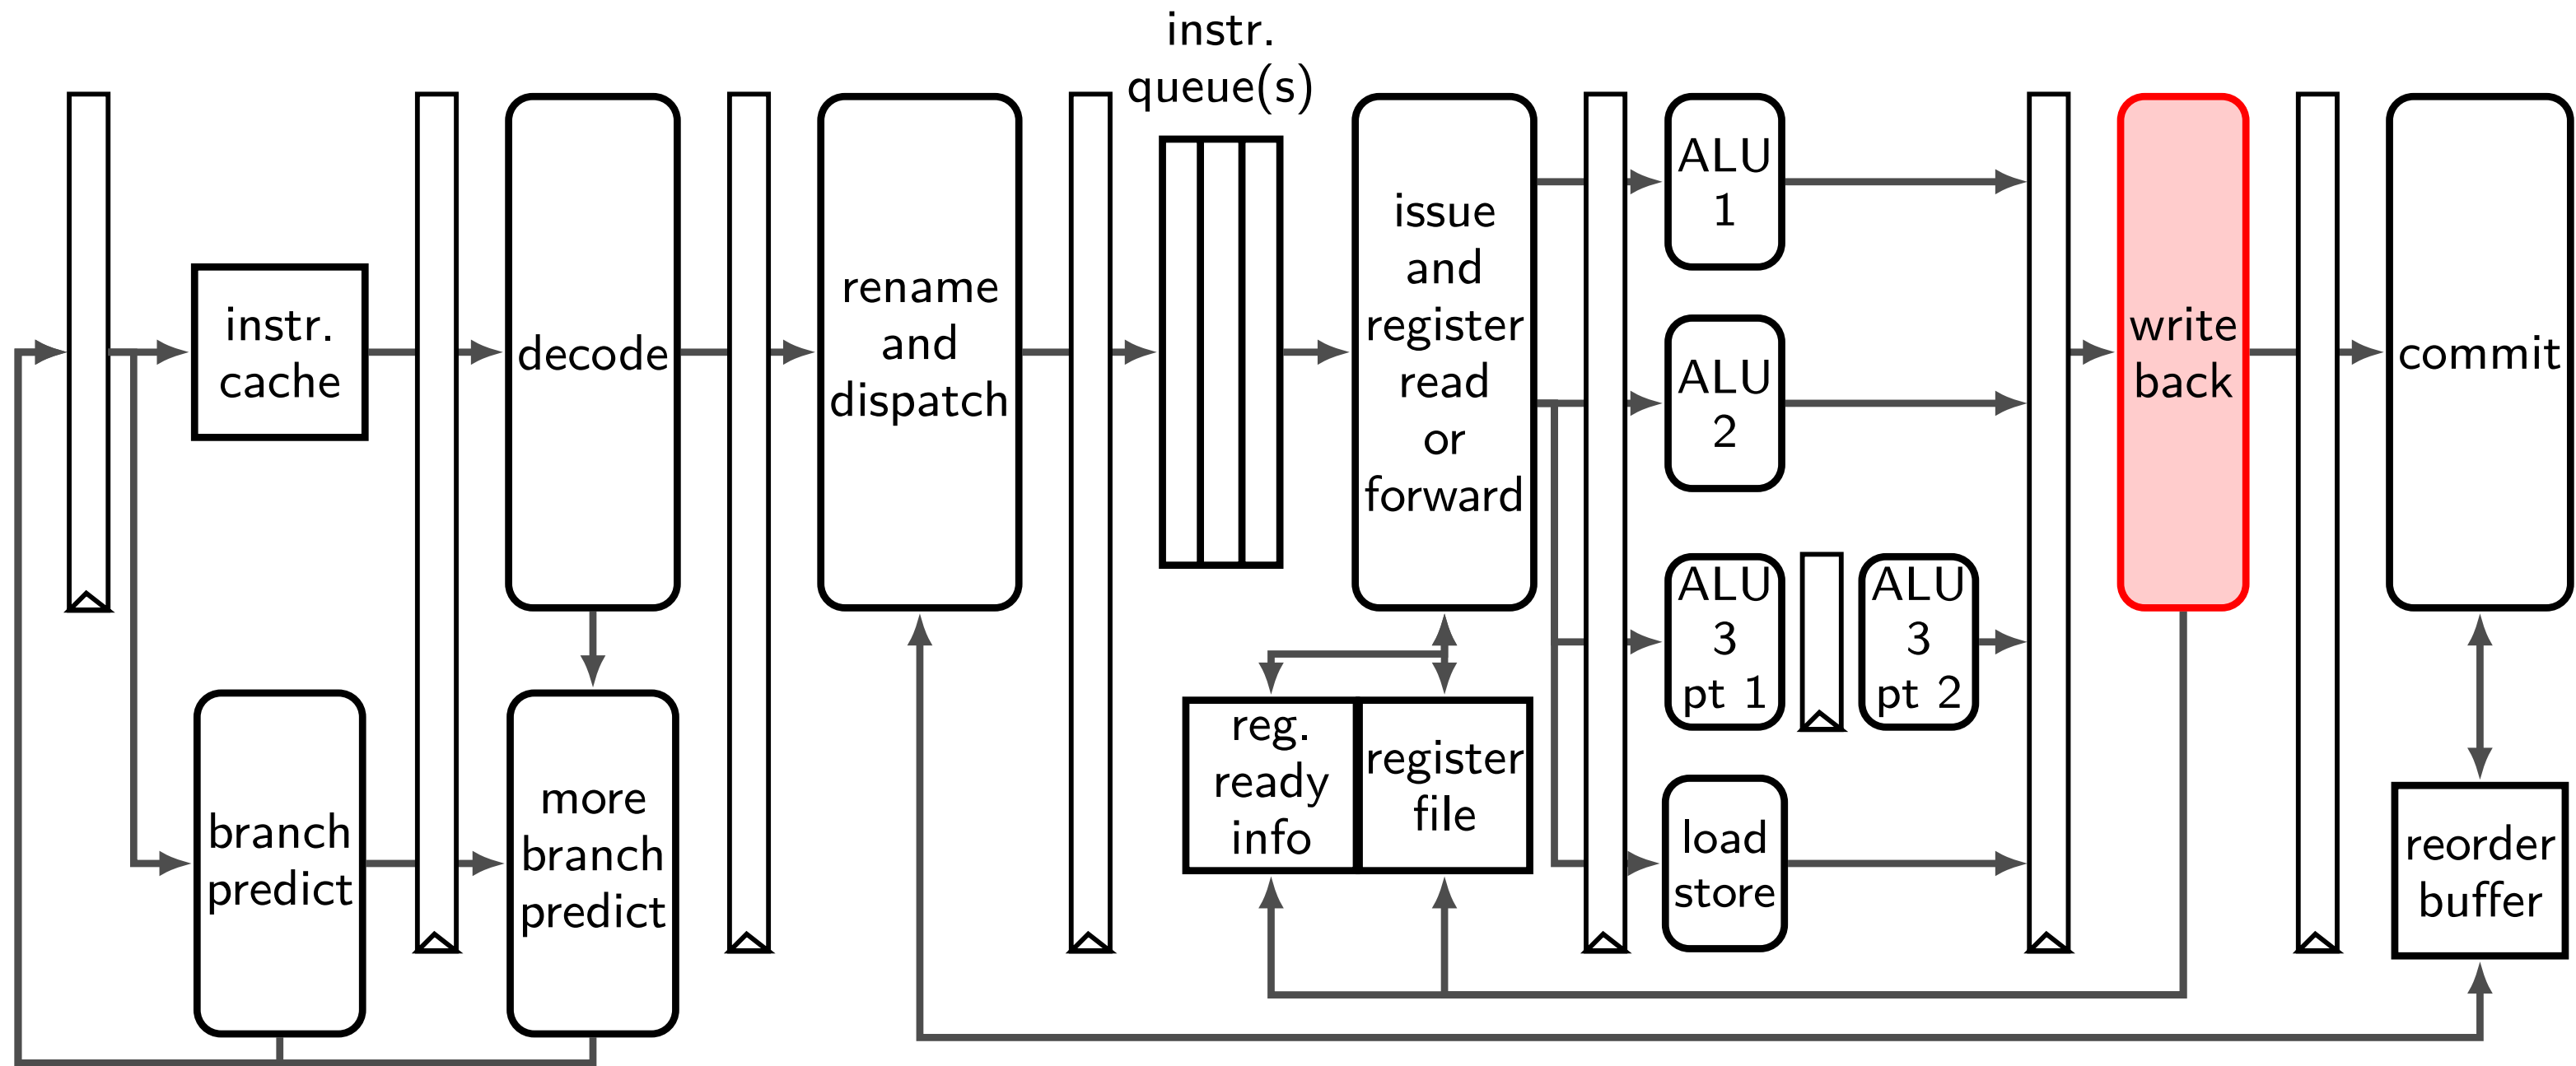 instr.
queue(s)
instr.
cache
decode
rename
and
dispatch
issue
and
register
read
or
forward
ALU
1
ALU
2
ALU
3
pt 1
ALU
3
pt 2
load
store
write
back
commit
branch
predict
more
branch
predict
reg.
ready
info
register
file
reorder
buffer